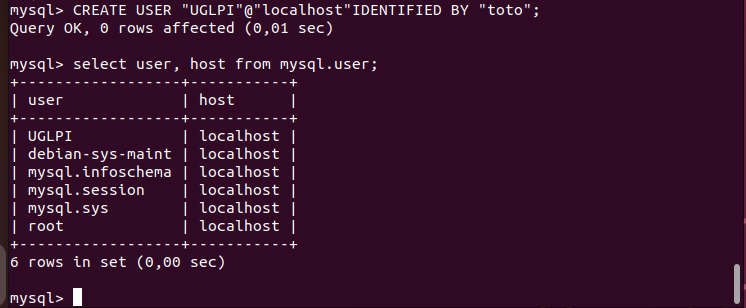 mysql> CREATE USER "UGLPI"@"localhost"IDENTIFIED BY "toto";
Query OK, 0 rows affected (0,01 sec)
mysql> select user, host from mysql.user;
+------------------+-----------+
| user             | host      |
+------------------+-----------+
| UGLPI            | localhost |
| debian-sys-maint | localhost |
| mysql.infoschema | localhost |
| mysql.session    | localhost |
| mysql.sys        | localhost |
| root             | localhost |
+------------------+-----------+
6 rows in set (0,00 sec)
mysql>